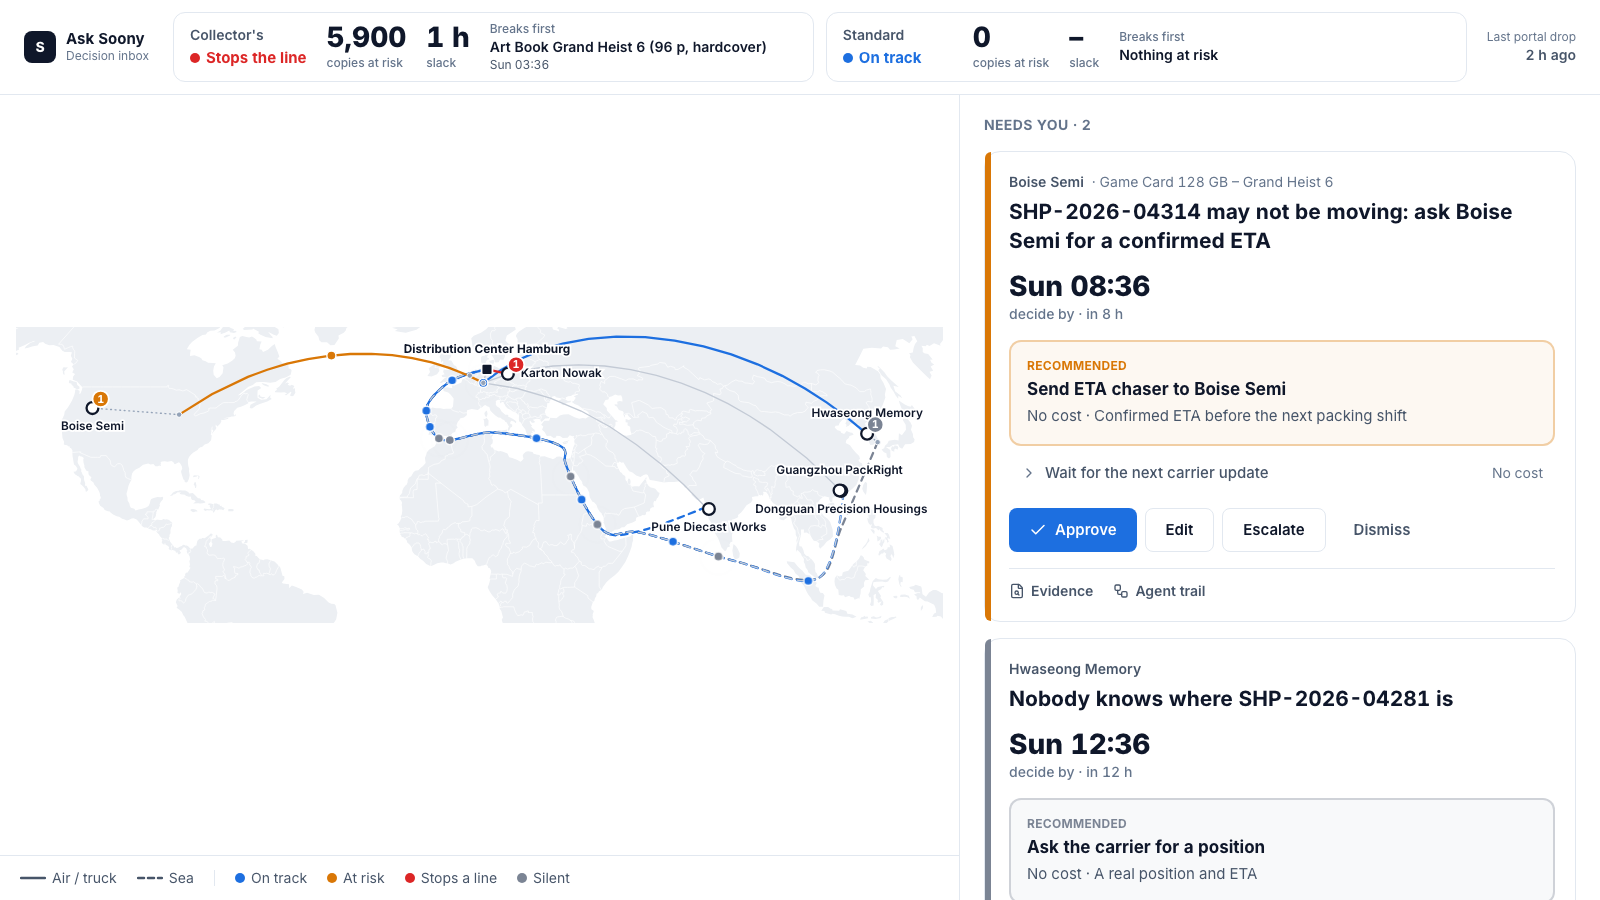 S
Ask Soony
Decision inbox
Collector's
Stops the line
5,900
copies at risk
1 h
slack
Breaks first
Art Book Grand Heist 6 (96 p, hardcover)
Sun 03:36
Standard
On track
0
copies at risk
–
slack
Breaks first
Nothing at risk
Last portal drop
2 h ago
Distribution Center Hamburg
1
Karton Nowak
1
Boise Semi
Hwaseong Memory
1
Guangzhou PackRight
Dongguan Precision Housings
Pune Diecast Works
Air / truck
Sea
On track
At risk
Stops a line
Silent
NEEDS YOU · 2
Boise Semi · Game Card 128 GB – Grand Heist 6
SHP-2026-04314 may not be moving: ask Boise
Semi for a confirmed ETA
Sun 08:36
decide by · in 8 h
RECOMMENDED
Send ETA chaser to Boise Semi
No cost · Confirmed ETA before the next packing shift
Wait for the next carrier update
No cost
Approve
Edit
Escalate
Dismiss
Evidence
Agent trail
Hwaseong Memory
Nobody knows where SHP-2026-04281 is
Sun 12:36
decide by · in 12 h
RECOMMENDED
Ask the carrier for a position
No cost · A real position and ETA